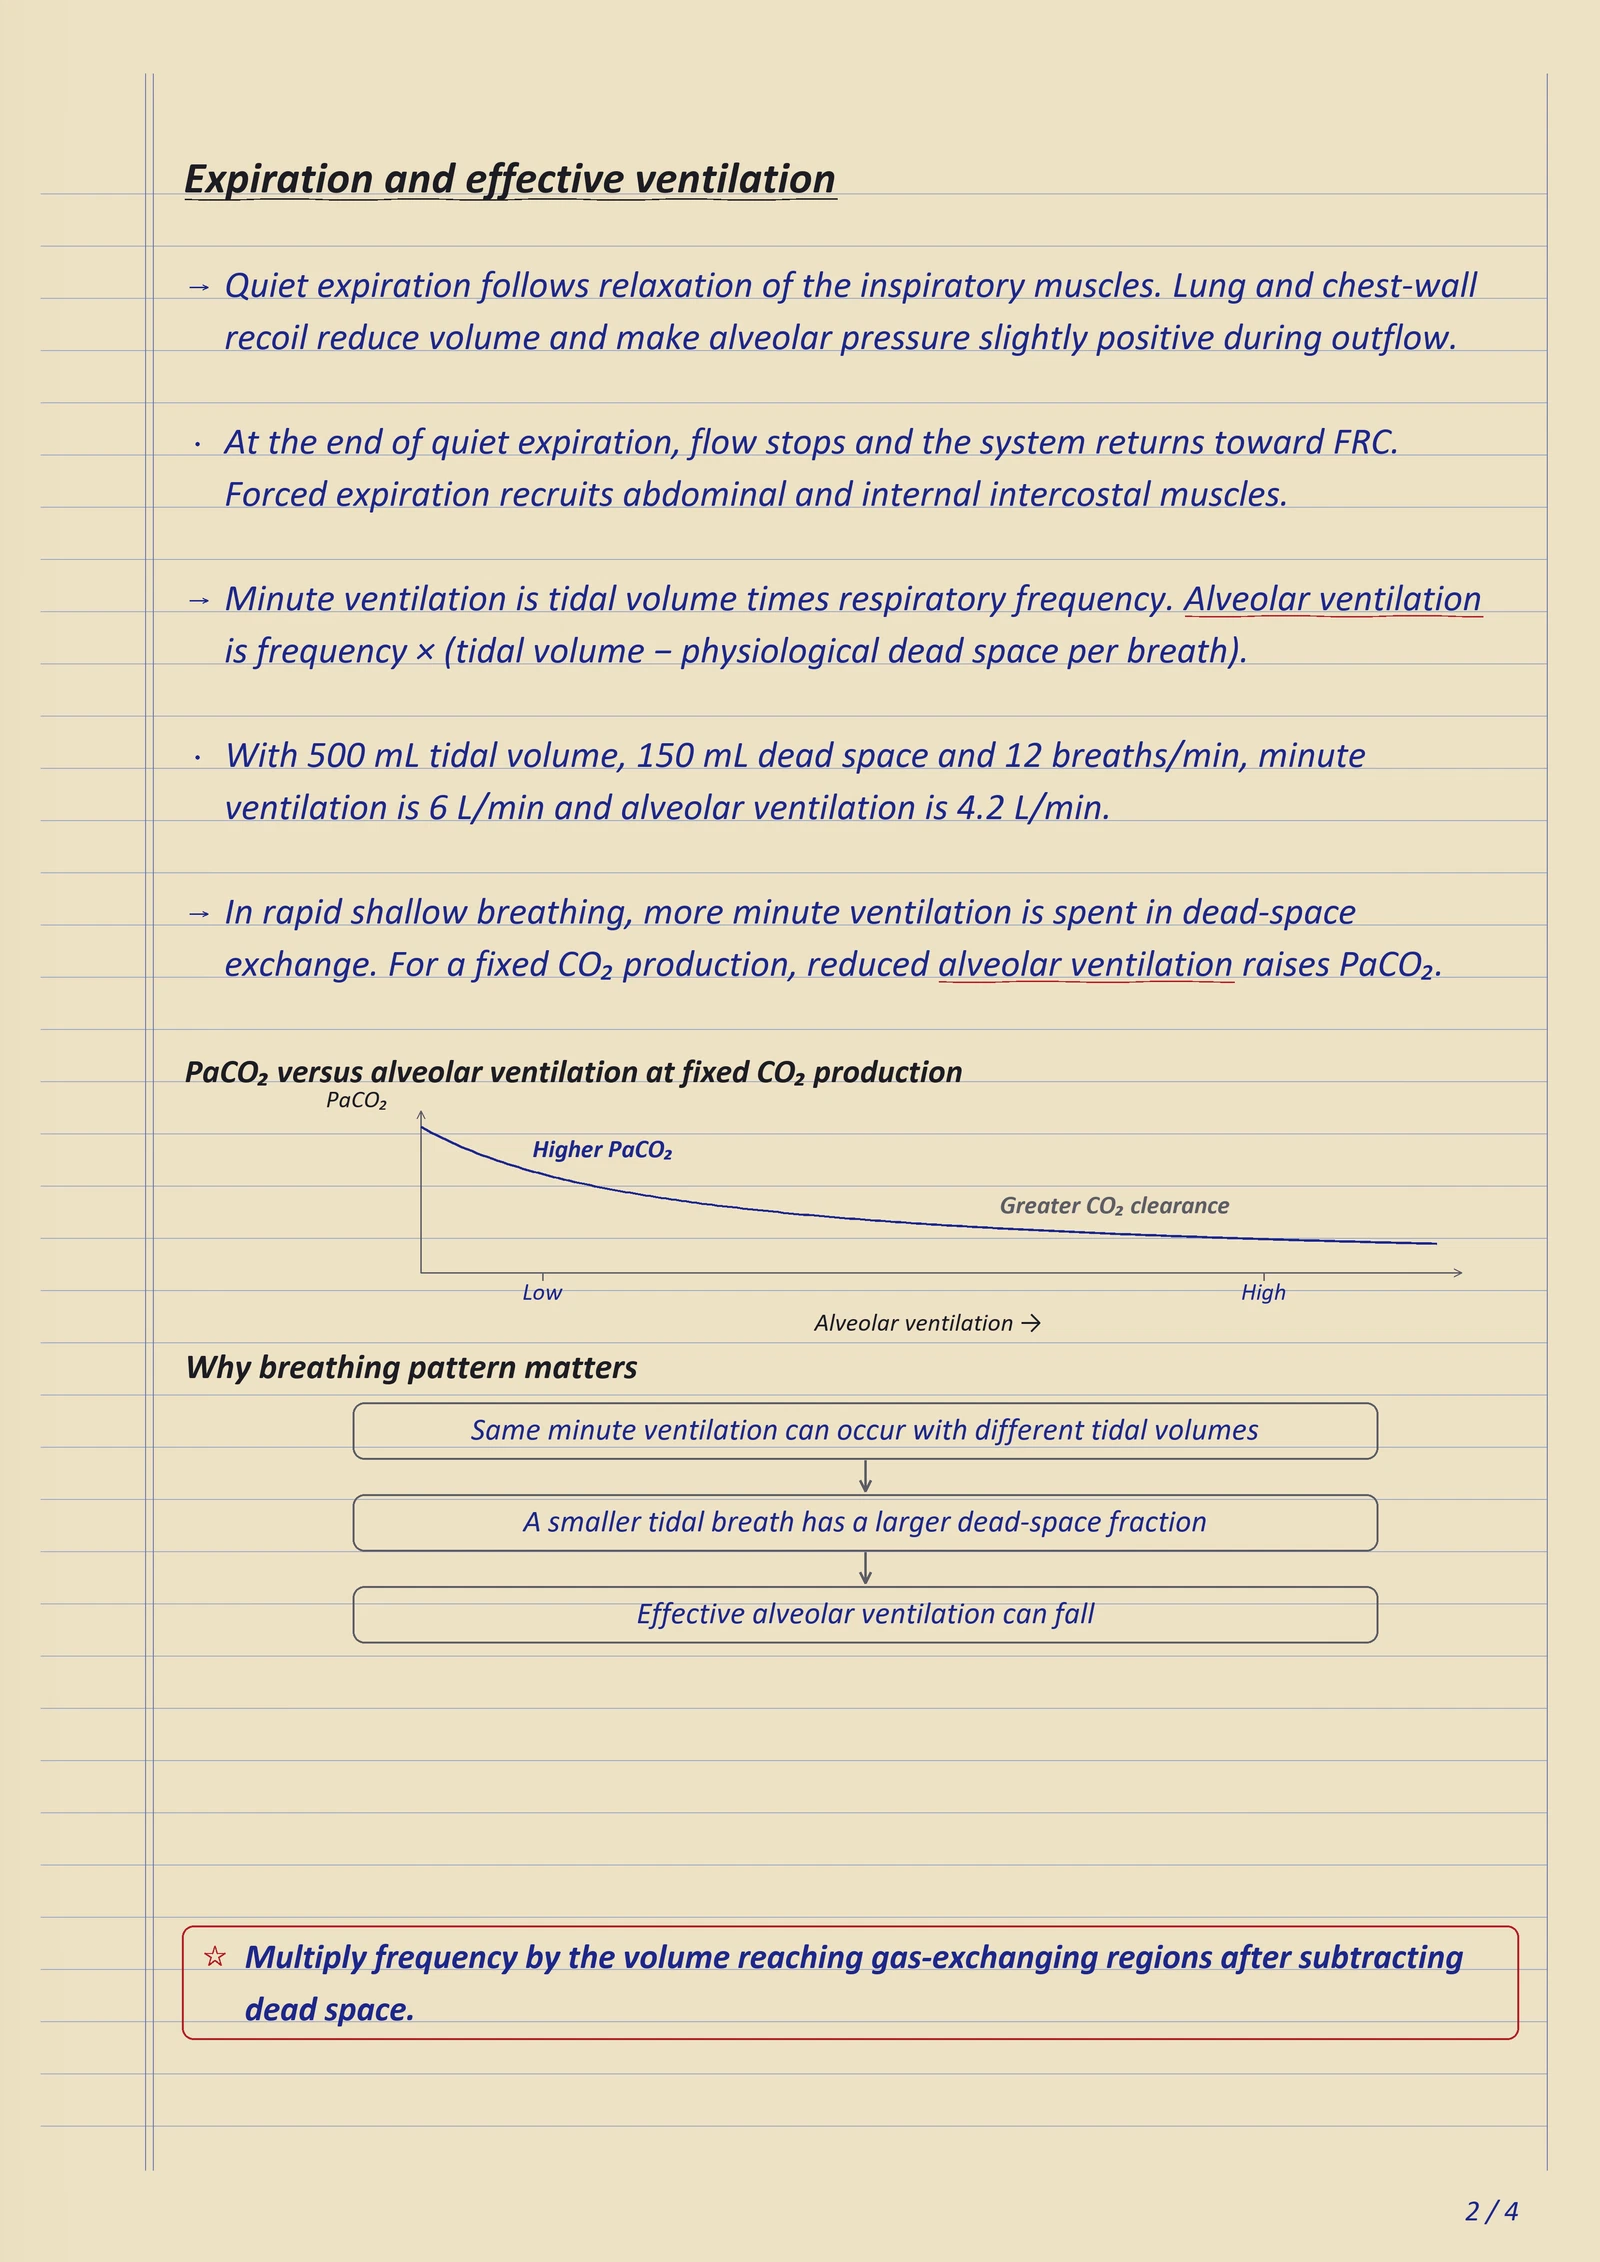 Expiration and effective ventilation
→ Quiet expiration follows relaxation of the inspiratory muscles. Lung and chest-wall
recoil reduce volume and make alveolar pressure slightly positive during outflow.
· At the end of quiet expiration, flow stops and the system returns toward FRC.
Forced expiration recruits abdominal and internal intercostal muscles.
→ Minute ventilation is tidal volume times respiratory frequency. Alveolar ventilation
is frequency × (tidal volume − physiological dead space per breath).
· With 500 mL tidal volume, 150 mL dead space and 12 breaths/min, minute
ventilation is 6 L/min and alveolar ventilation is 4.2 L/min.
→ In rapid shallow breathing, more minute ventilation is spent in dead-space
exchange. For a fixed CO₂ production, reduced alveolar ventilation raises PaCO₂.
PaCO₂ versus alveolar ventilation at fixed CO₂ production
PaCO₂
Higher PaCO₂
Greater CO₂ clearance
Low High
Alveolar ventilation →
Why breathing pattern matters
Same minute ventilation can occur with different tidal volumes
A smaller tidal breath has a larger dead-space fraction
Effective alveolar ventilation can fall
☆ Multiply frequency by the volume reaching gas-exchanging regions after subtracting
dead space.
2 / 4